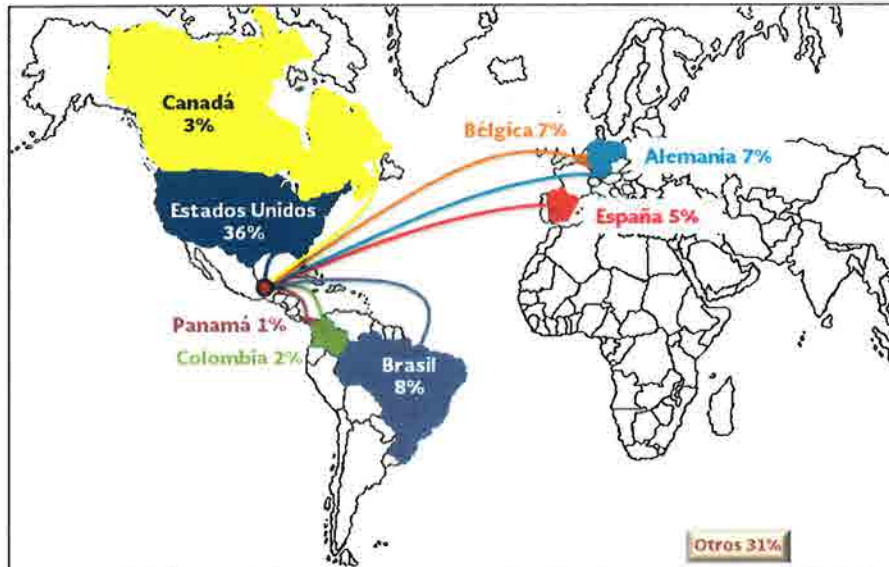 Canadá
3%
Estados Unidos
36%
Bélgica 7%
Alemania 7%
España 5%
Panamá 1%
Colombia 2%
Brasil
8%
Otros 31%